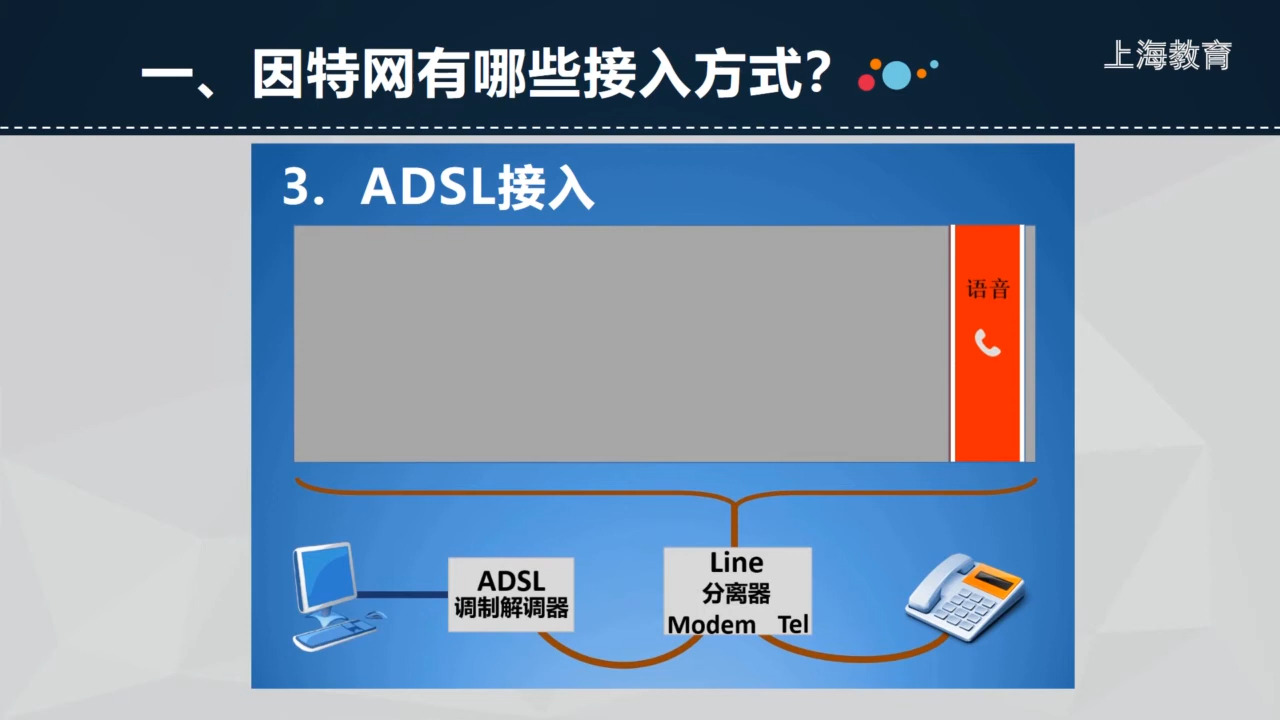 一、因特网有哪些接入方式？
上海教育
3. ADSL接入
语音
ADSL
调制解调器
Line
分离器
Modem Tel